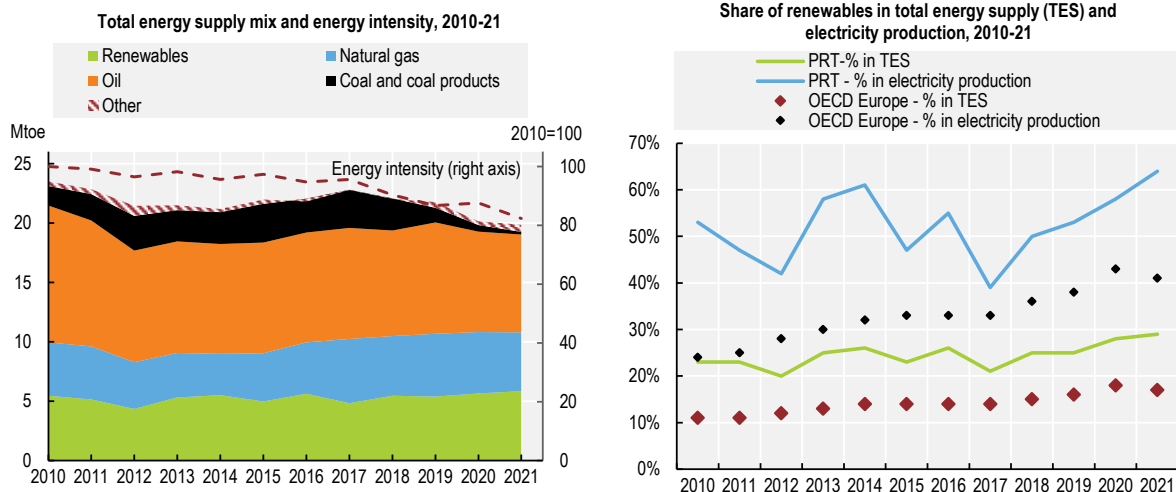 Total energy supply mix and energy intensity, 2010-21
Renewables
Natural gas
Oil
Coal and coal products
Other
Mtoe
2010=100
Energy intensity (right axis)
25
20
15
10
5
0
100
80
60
40
20
0
2010 2011 2012 2013 2014 2015 2016 2017 2018 2019 2020 2021
Share of renewables in total energy supply (TES) and
electricity production, 2010-21
PRT-% in TES
PRT - % in electricity production
OECD Europe - % in TES
OECD Europe - % in electricity production
70%
60%
50%
40%
30%
20%
10%
0%
2010 2011 2012 2013 2014 2015 2016 2017 2018 2019 2020 2021